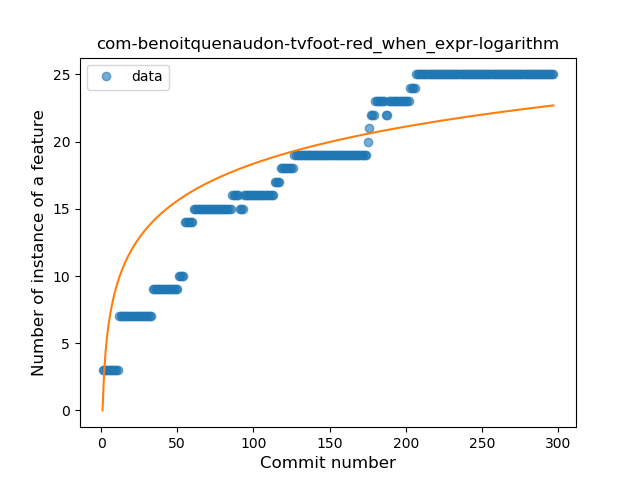 com-benoitquenaudon-tvfoot-red_when_expr-logarithm
data
Number of instance of a feature
25
20
15
10
5
0
0 50 100 150 200 250 300
Commit number